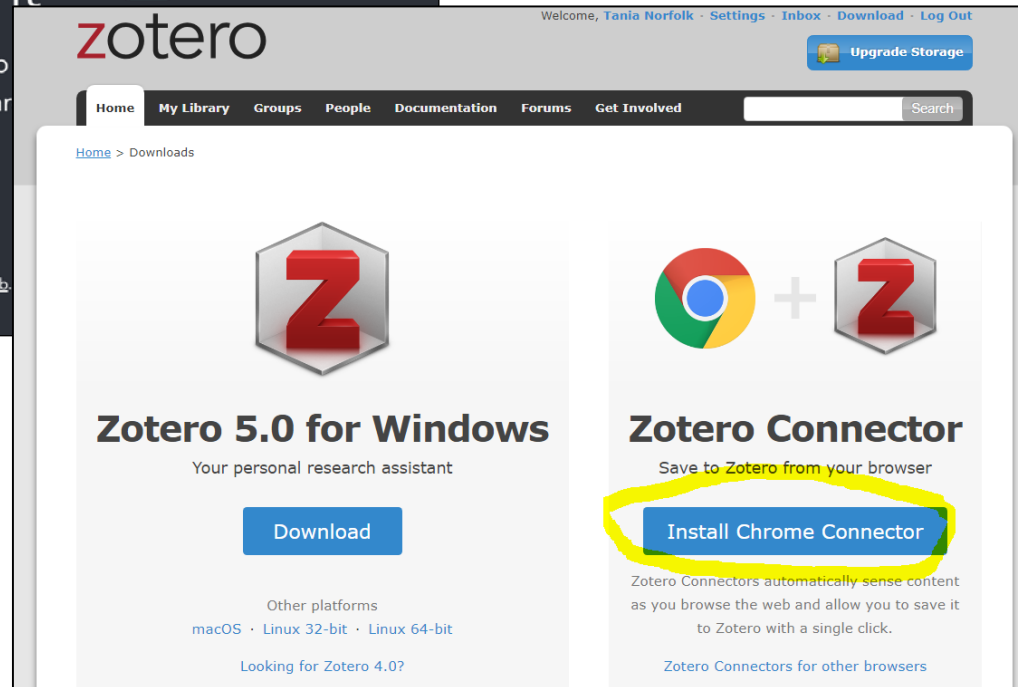 zotero
Welcome, Tania Norfolk · Settings · Inbox · Download · Log Out
Upgrade Storage
Home My Library Groups People Documentation Forums Get Involved Search
Home > Downloads
Zotero 5.0 for Windows
Your personal research assistant
Download
Other platforms
macOS · Linux 32-bit · Linux 64-bit
Looking for Zotero 4.0?
Zotero Connector
Save to Zotero from your browser
Install Chrome Connector
Zotero Connectors automatically sense content
as you browse the web and allow you to save it
to Zotero with a single click.
Zotero Connectors for other browsers